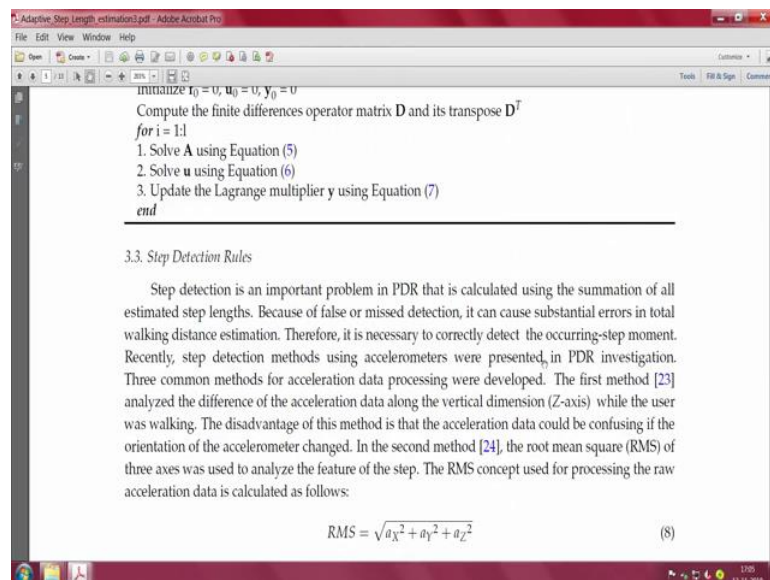 Adaptive_Step_Length_estimation3.pdf - Adobe Acrobat Pro
File Edit View Window Help
Open Create Customize
5 / 13 Tools Fill & Sign Comment
Initialize r₀ = 0, u₀ = 0, y₀ = 0
Compute the finite differences operator matrix D and its transpose Dᵀ
for i = 1:l
1. Solve A using Equation (5)
2. Solve u using Equation (6)
3. Update the Lagrange multiplier y using Equation (7)
end
3.3. Step Detection Rules
Step detection is an important problem in PDR that is calculated using the summation of all
estimated step lengths. Because of false or missed detection, it can cause substantial errors in total
walking distance estimation. Therefore, it is necessary to correctly detect the occurring-step moment.
Recently, step detection methods using accelerometers were presented in PDR investigation.
Three common methods for acceleration data processing were developed. The first method [23]
analyzed the difference of the acceleration data along the vertical dimension (Z-axis) while the user
was walking. The disadvantage of this method is that the acceleration data could be confusing if the
orientation of the accelerometer changed. In the second method [24], the root mean square (RMS) of
three axes was used to analyze the feature of the step. The RMS concept used for processing the raw
acceleration data is calculated as follows:
RMS = √(a_X² + a_Y² + a_Z²) (8)
17:05